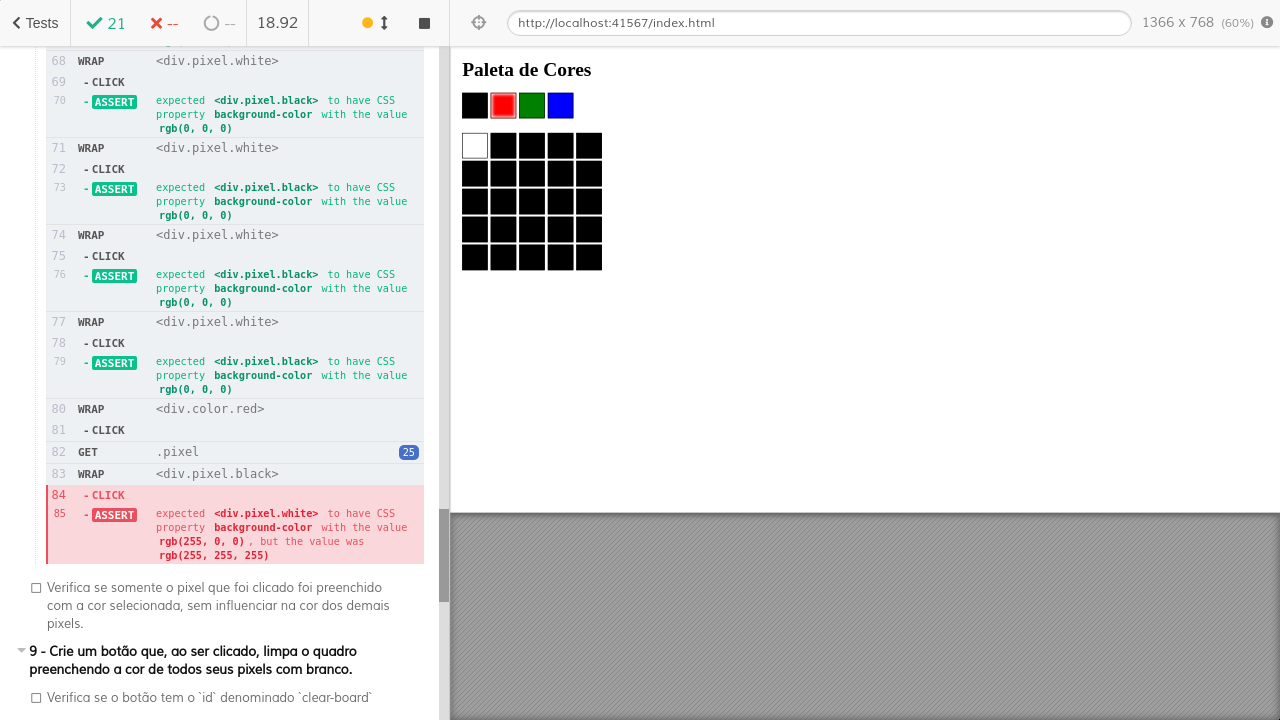 Tests
21
--
--
18.92
http://localhost:41567/index.html
1366 x 768 (60%)
68 WRAP <div.pixel.white>
69 - CLICK
70 - ASSERT expected <div.pixel.black> to have CSS
property background-color with the value
rgb(0, 0, 0)
71 WRAP <div.pixel.white>
72 - CLICK
73 - ASSERT expected <div.pixel.black> to have CSS
property background-color with the value
rgb(0, 0, 0)
74 WRAP <div.pixel.white>
75 - CLICK
76 - ASSERT expected <div.pixel.black> to have CSS
property background-color with the value
rgb(0, 0, 0)
77 WRAP <div.pixel.white>
78 - CLICK
79 - ASSERT expected <div.pixel.black> to have CSS
property background-color with the value
rgb(0, 0, 0)
80 WRAP <div.color.red>
81 - CLICK
82 GET .pixel 25
83 WRAP <div.pixel.black>
84 - CLICK
85 - ASSERT expected <div.pixel.white> to have CSS
property background-color with the value
rgb(255, 0, 0) , but the value was
rgb(255, 255, 255)
Verifica se somente o pixel que foi clicado foi preenchido
com a cor selecionada, sem influenciar na cor dos demais
pixels.
9 - Crie um botão que, ao ser clicado, limpa o quadro
preenchendo a cor de todos seus pixels com branco.
Verifica se o botão tem o `id` denominado `clear-board`
Paleta de Cores